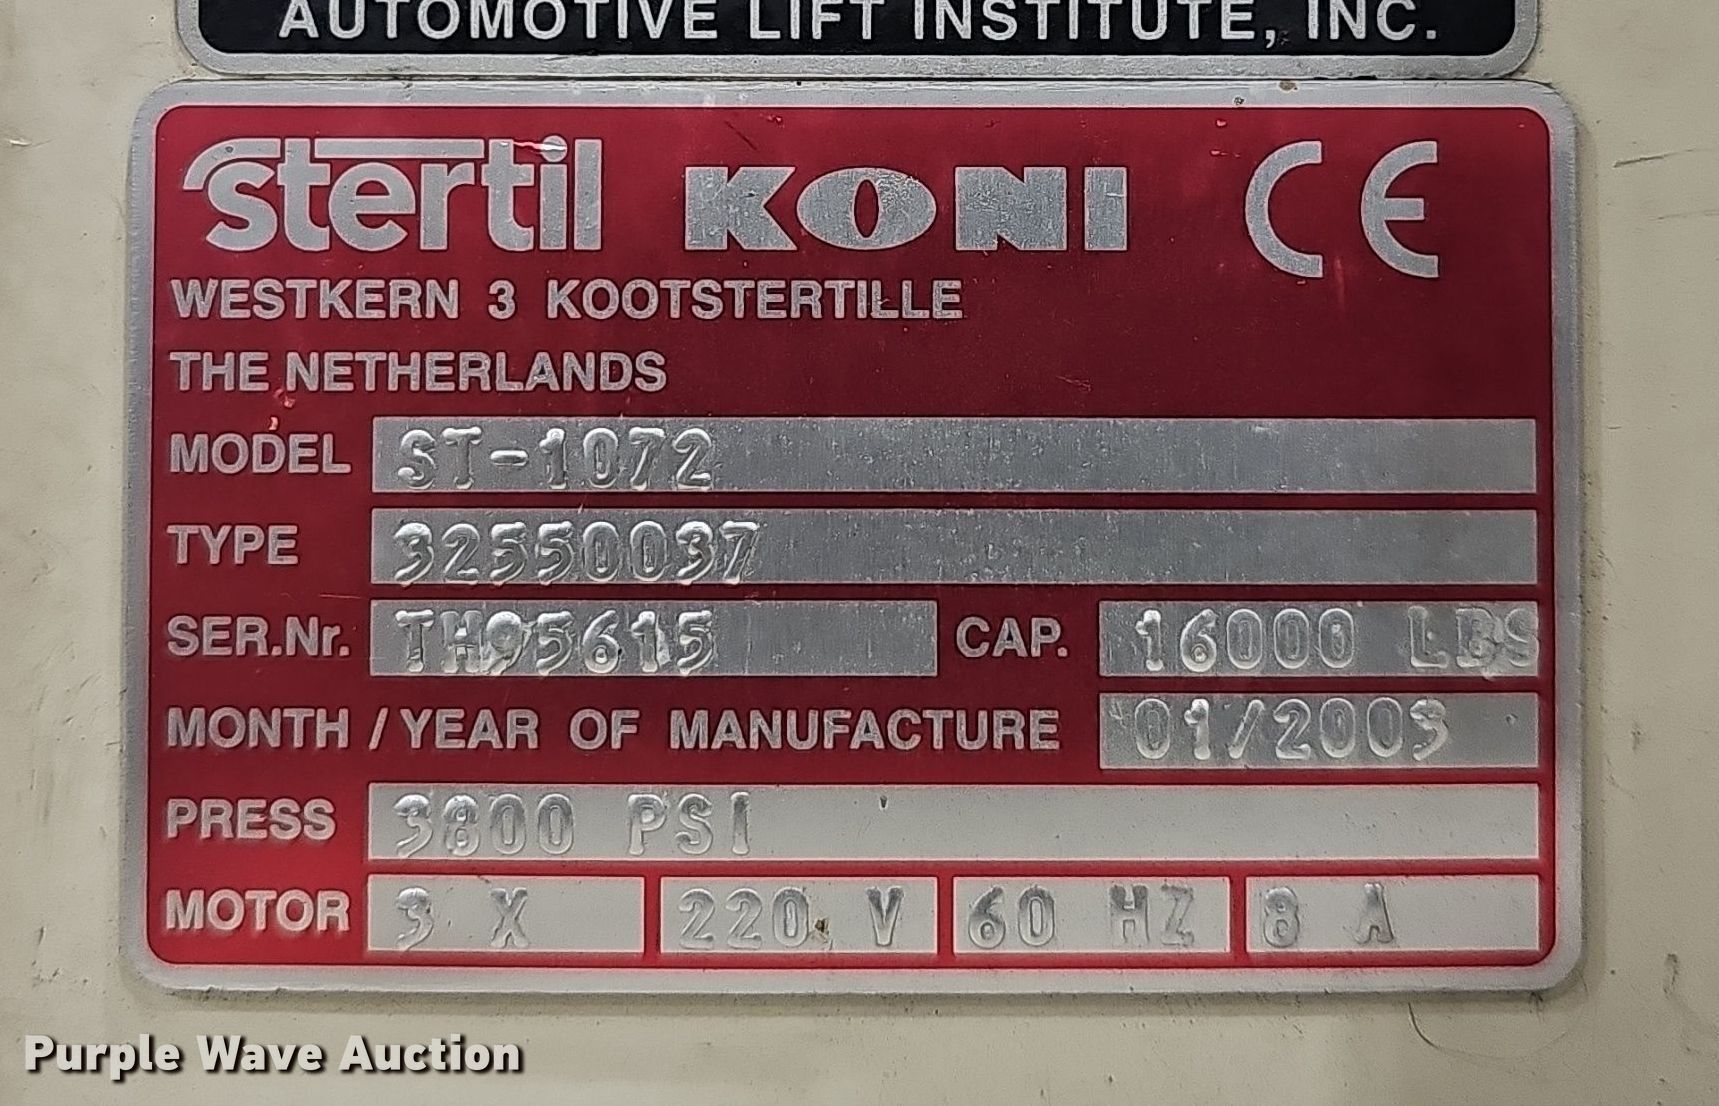 AUTOMOTIVE LIFT INSTITUTE, INC.
stertil KONI CE
WESTKERN 3 KOOTSTERTILLE
THE NETHERLANDS
MODEL ST-1072
TYPE 32550037
SER.Nr. TH95615 CAP. 16000 LBS
MONTH / YEAR OF MANUFACTURE 01/2003
PRESS 3800 PSI
MOTOR 3 X 220 V 60 HZ 8 A
Purple Wave Auction